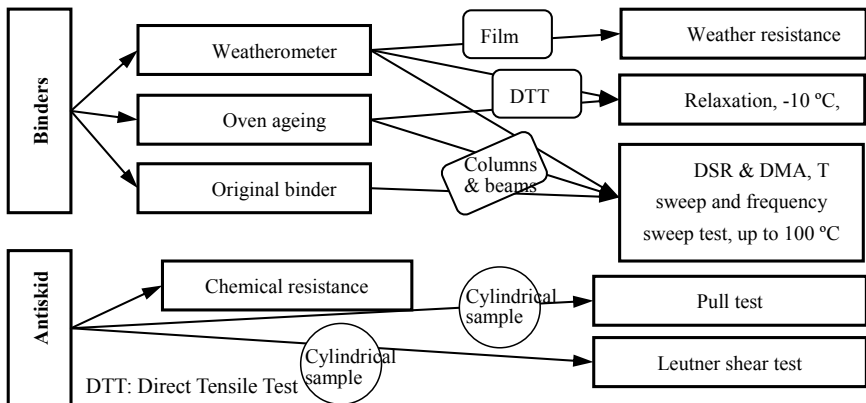 Binders
Weatherometer
Oven ageing
Original binder
Film
DTT
Columns
& beams
Weather resistance
Relaxation, -10 ºC,
DSR & DMA, T
sweep and frequency
sweep test, up to 100 ºC
Antiskid
Chemical resistance
Cylindrical
sample
Cylindrical
sample
Pull test
Leutner shear test
DTT: Direct Tensile Test